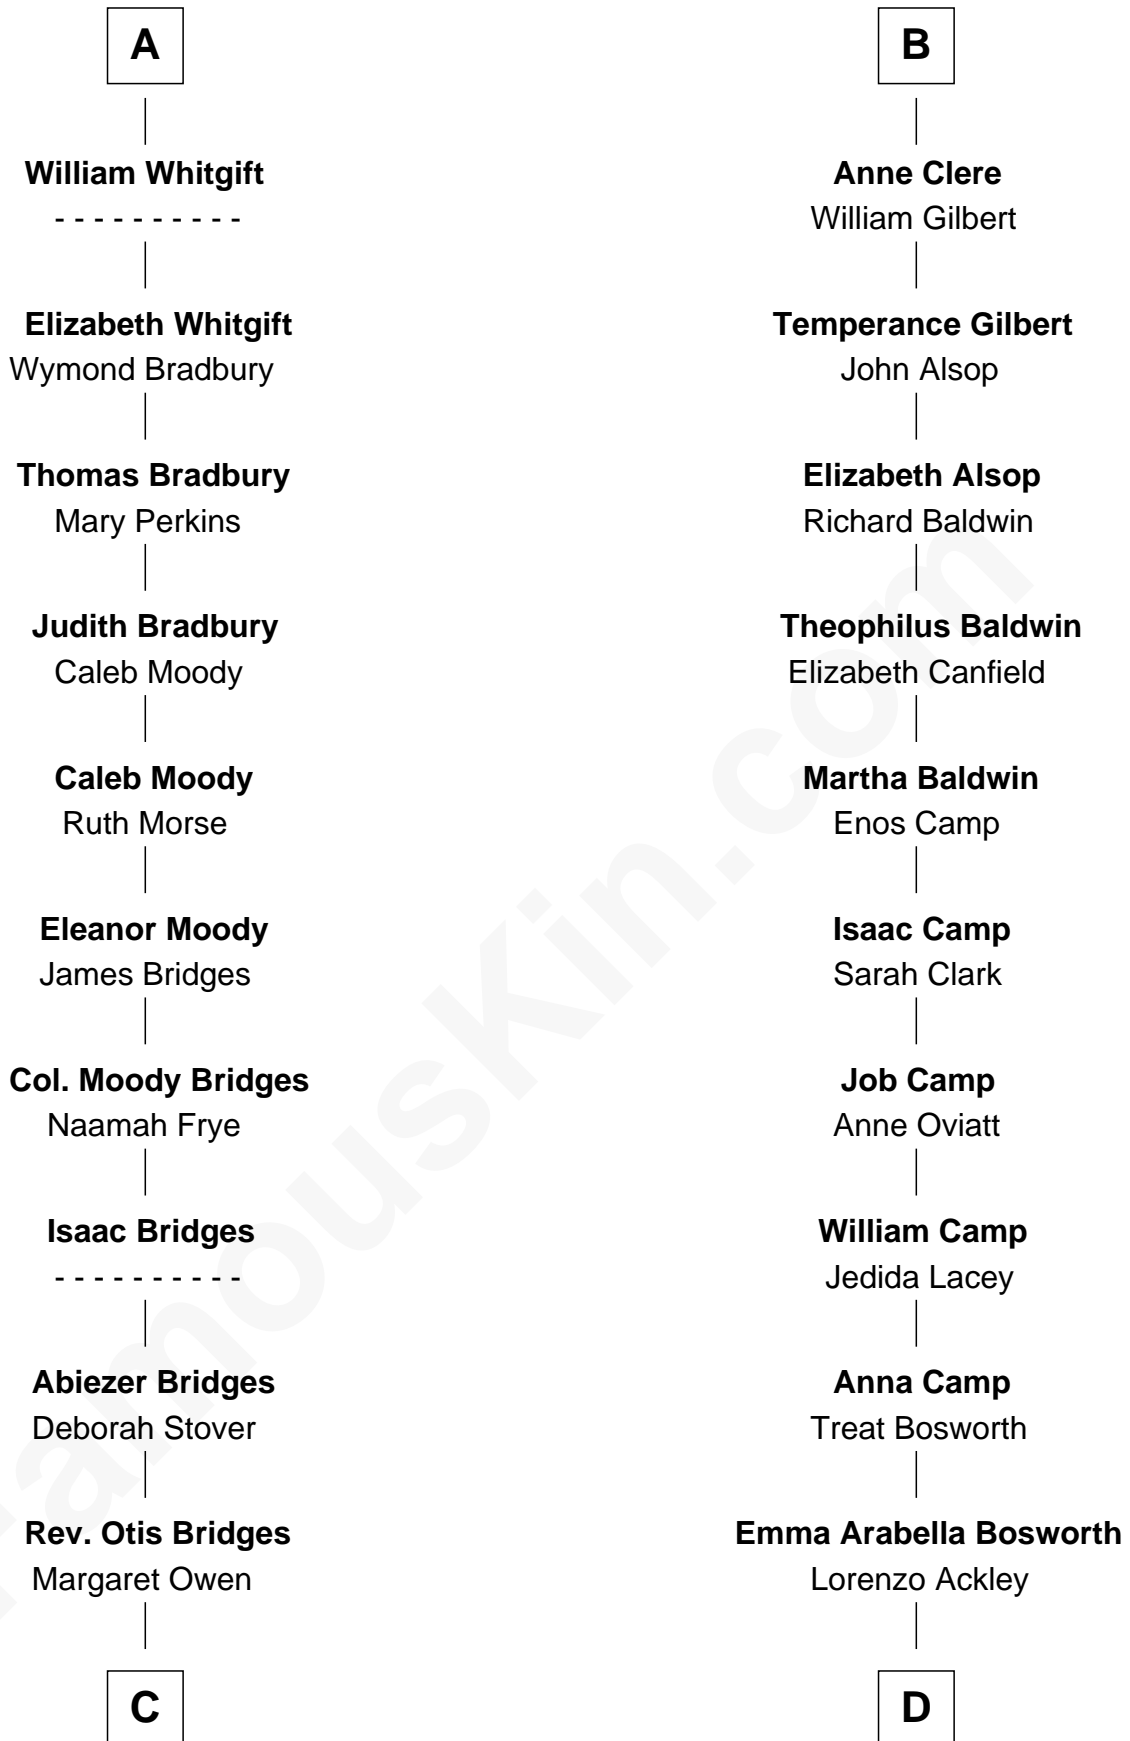 A
William Whitgift
- - - - - - - - - -
Elizabeth Whitgift
Wymond Bradbury
Thomas Bradbury
Mary Perkins
Judith Bradbury
Caleb Moody
Caleb Moody
Ruth Morse
Eleanor Moody
James Bridges
Col. Moody Bridges
Naamah Frye
Isaac Bridges
- - - - - - - - - -
Abiezer Bridges
Deborah Stover
Rev. Otis Bridges
Margaret Owen
C
B
Anne Clere
William Gilbert
Temperance Gilbert
John Alsop
Elizabeth Alsop
Richard Baldwin
Theophilus Baldwin
Elizabeth Canfield
Martha Baldwin
Enos Camp
Isaac Camp
Sarah Clark
Job Camp
Anne Oviatt
William Camp
Jedida Lacey
Anna Camp
Treat Bosworth
Emma Arabella Bosworth
Lorenzo Ackley
D
FamousKin.com